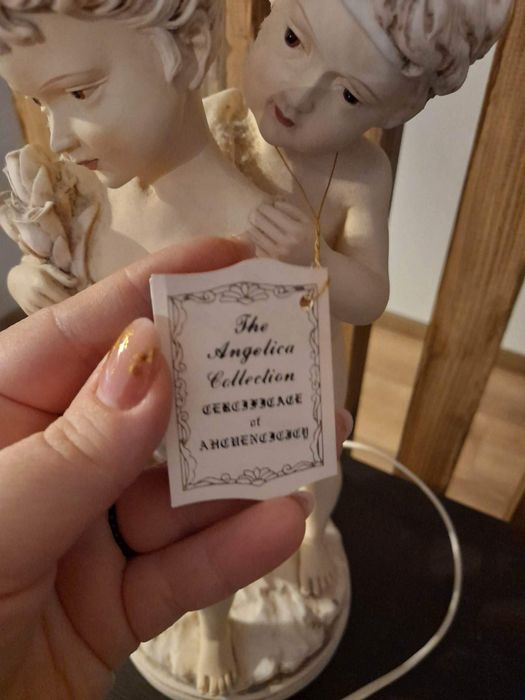 The
Angelica
Collection
CERTIFICATE
of
AUTHENTICITY